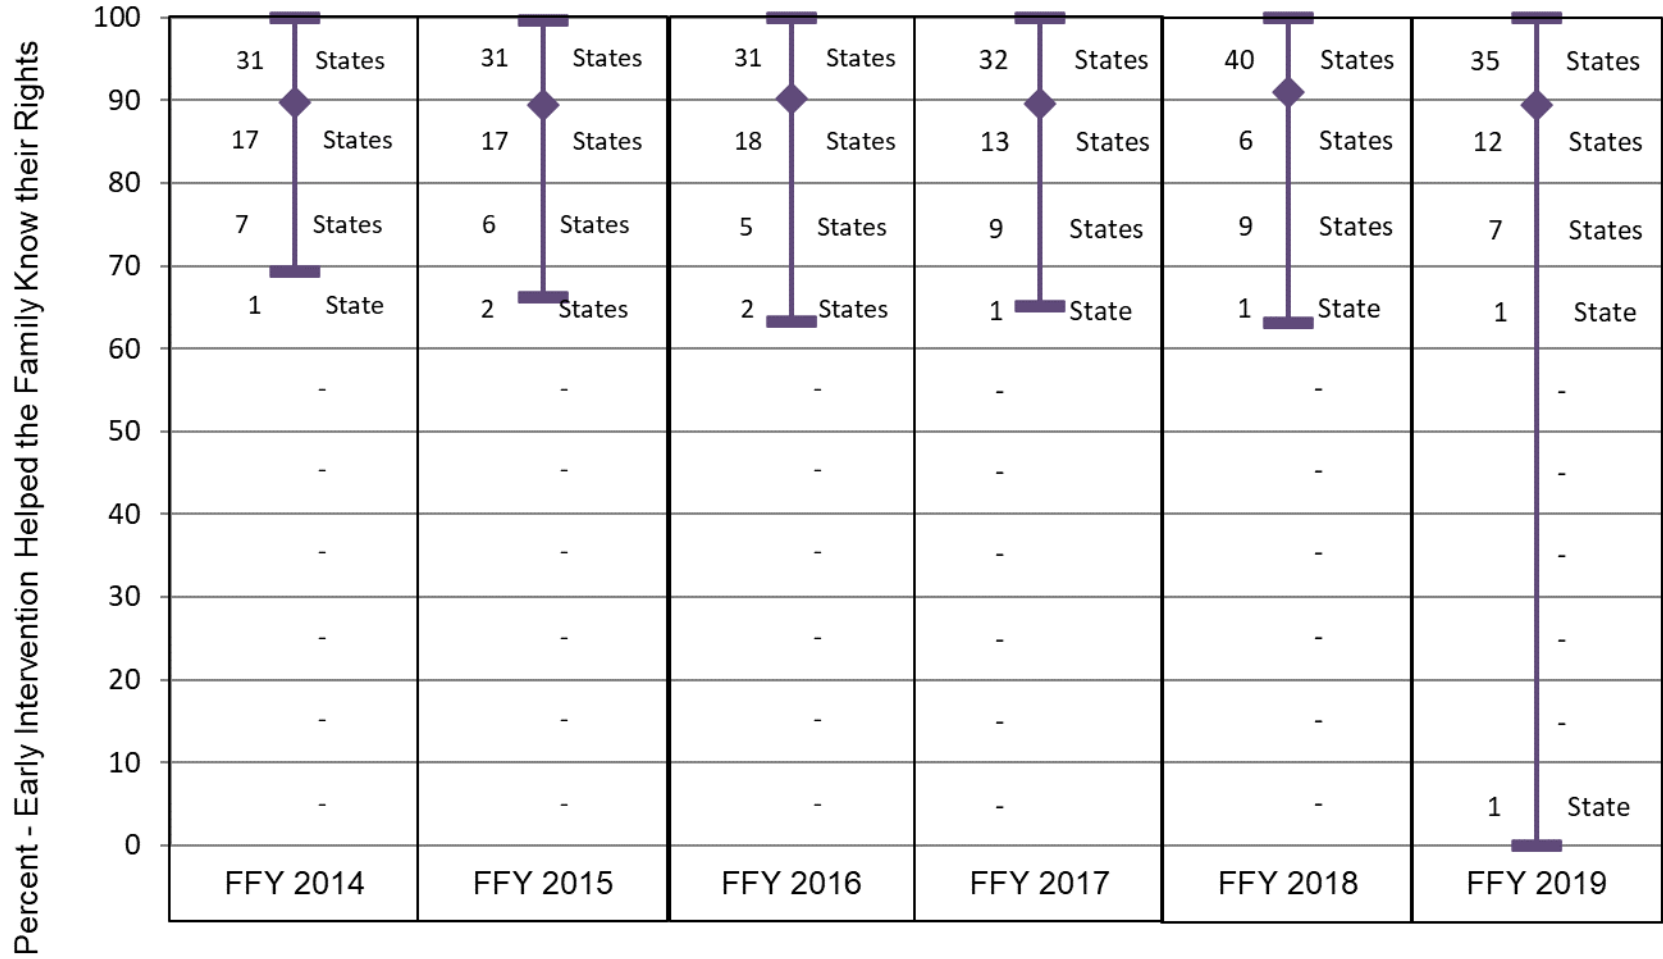 Percent - Early Intervention Helped the Family Know their Rights
100
31 States 31 States 31 States 32 States 40 States 35 States
90
17 States 17 States 18 States 13 States 6 States 12 States
80
7 States 6 States 5 States 9 States 9 States 7 States
70
1 State 2 States 2 States 1 State 1 State 1 State
60
- - - - - -
50
- - - - - -
40
- - - - - -
30
- - - - - -
20
- - - - - -
10
- - - - - 1 State
0
FFY 2014 FFY 2015 FFY 2016 FFY 2017 FFY 2018 FFY 2019